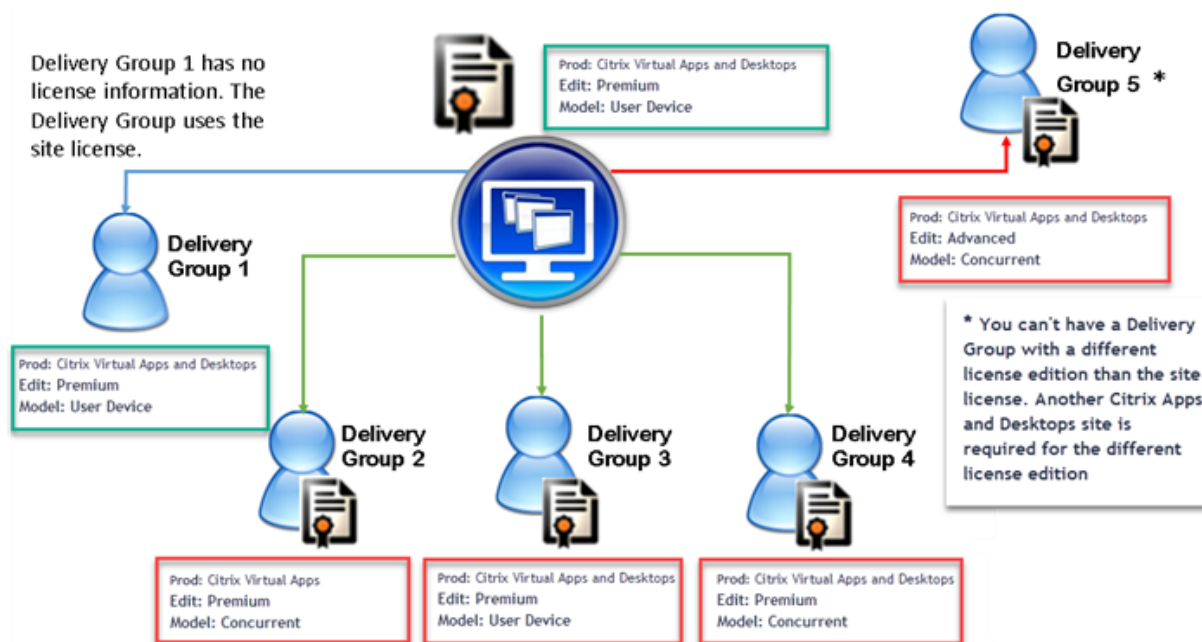 Delivery Group 1 has no
license information. The
Delivery Group uses the
site license.
Prod: Citrix Virtual Apps and Desktops
Edit: Premium
Model: User Device
Delivery
Group 5 *
Prod: Citrix Virtual Apps and Desktops
Edit: Advanced
Model: Concurrent
Delivery
Group 1
Prod: Citrix Virtual Apps and Desktops
Edit: Premium
Model: User Device
* You can't have a Delivery
Group with a different
license edition than the site
license. Another Citrix Apps
and Desktops site is
required for the different
license edition
Delivery
Group 2
Prod: Citrix Virtual Apps
Edit: Premium
Model: Concurrent
Delivery
Group 3
Prod: Citrix Virtual Apps and Desktops
Edit: Premium
Model: User Device
Delivery
Group 4
Prod: Citrix Virtual Apps and Desktops
Edit: Premium
Model: Concurrent